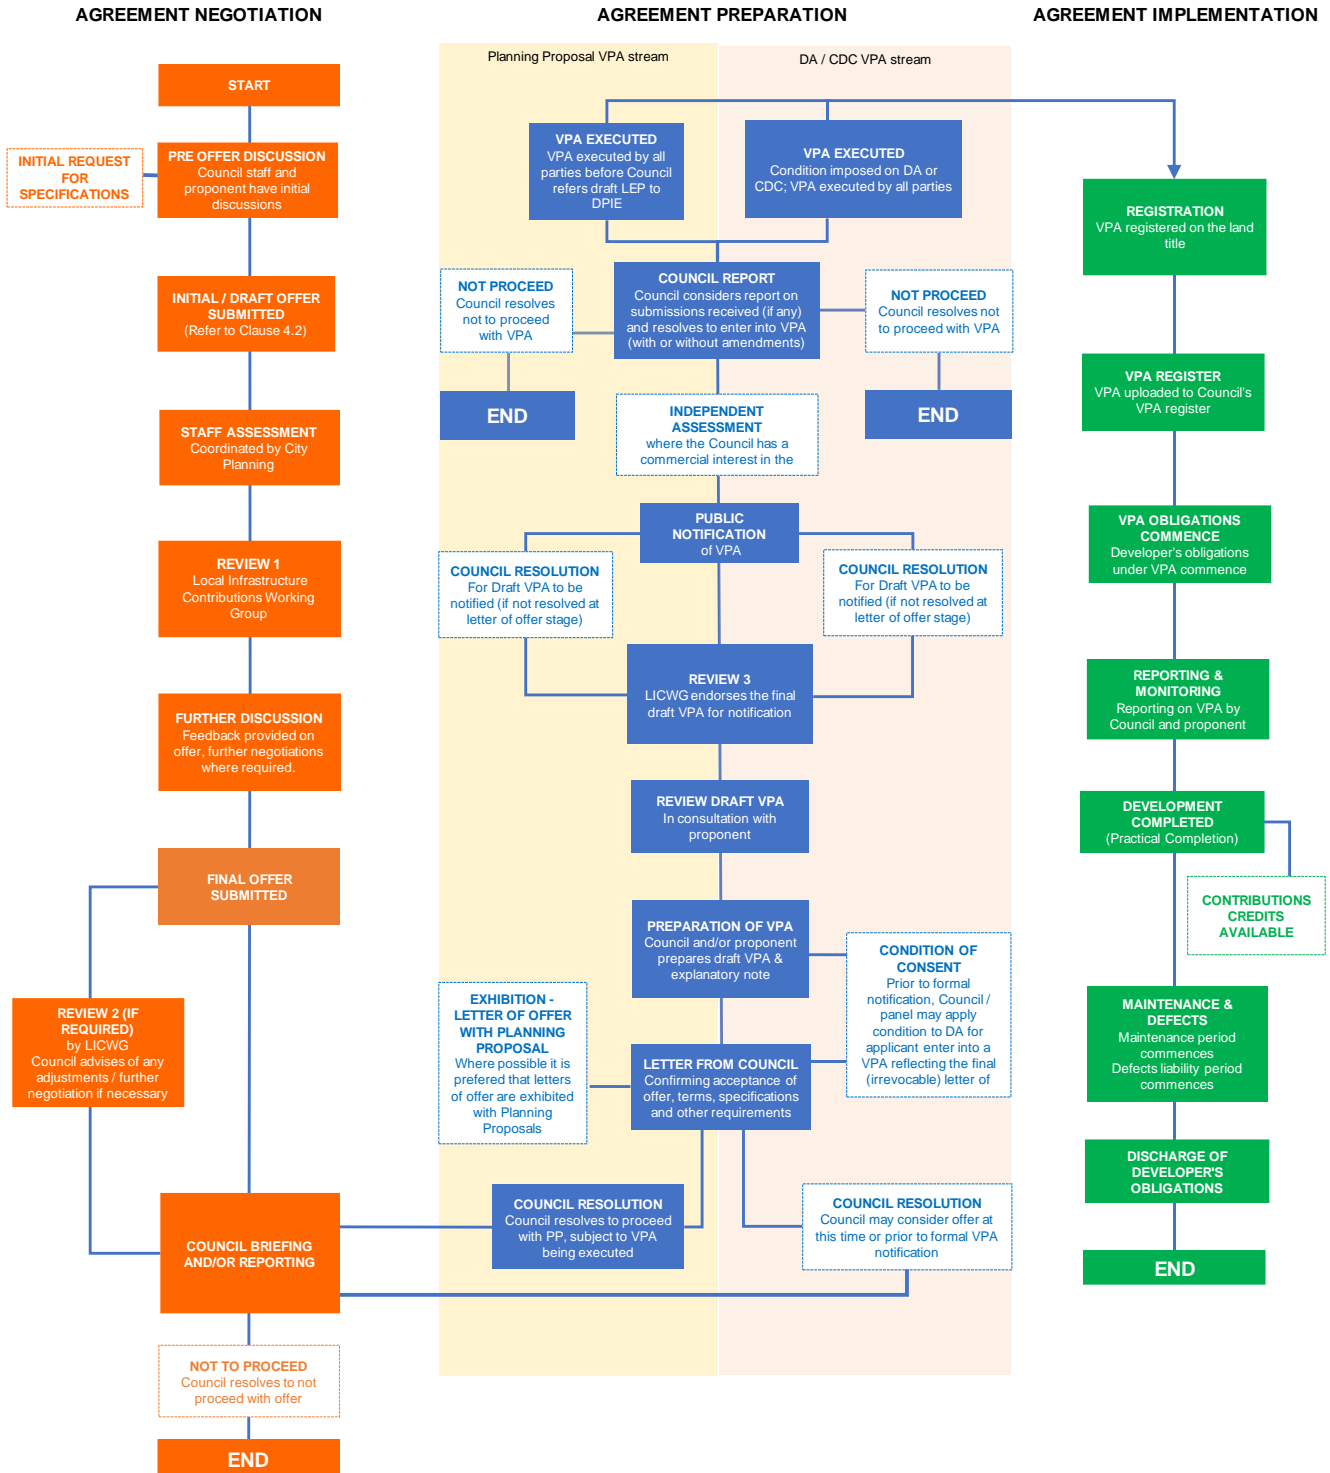 AGREEMENT NEGOTIATION
START
INITIAL REQUEST
FOR
SPECIFICATIONS
PRE OFFER DISCUSSION
Council staff and
proponent have initial
discussions
INITIAL / DRAFT OFFER
SUBMITTED
(Refer to Clause 4.2)
STAFF ASSESSMENT
Coordinated by City
Planning
REVIEW 1
Local Infrastructure
Contributions Working
Group
FURTHER DISCUSSION
Feedback provided on
offer, further negotiations
where required.
FINAL OFFER
SUBMITTED
REVIEW 2 (IF
REQUIRED)
by LICWG
Council advises of any
adjustments / further
negotiation if necessary
COUNCIL BRIEFING
AND/OR REPORTING
NOT TO PROCEED
Council resolves to not
proceed with offer
END
AGREEMENT PREPARATION
Planning Proposal VPA stream
DA / CDC VPA stream
VPA EXECUTED
VPA executed by all
parties before Council
refers draft LEP to
DPIE
VPA EXECUTED
Condition imposed on DA or
CDC; VPA executed by all parties
NOT PROCEED
Council resolves
not to proceed
with VPA
END
COUNCIL REPORT
Council considers report on
submissions received (if any)
and resolves to enter into VPA
(with or without amendments)
NOT PROCEED
Council resolves not
to proceed with VPA
END
INDEPENDENT
ASSESSMENT
where the Council has a
commercial interest in the
PUBLIC
NOTIFICATION
of VPA
COUNCIL RESOLUTION
For Draft VPA to be
notified (if not resolved at
letter of offer stage)
COUNCIL RESOLUTION
For Draft VPA to be
notified (if not resolved at
letter of offer stage)
REVIEW 3
LICWG endorses the final
draft VPA for notification
REVIEW DRAFT VPA
In consultation with
proponent
PREPARATION OF VPA
Council and/or proponent
prepares draft VPA &
explanatory note
CONDITION OF
CONSENT
Prior to formal
notification, Council /
panel may apply
condition to DA for
applicant enter into a
VPA reflecting the final
(irrevocable) letter of
EXHIBITION -
LETTER OF OFFER
WITH PLANNING
PROPOSAL
Where possible it is
prefered that letters
of offer are exhibited
with Planning
Proposals
LETTER FROM COUNCIL
Confirming acceptance of
offer, terms, specifications
and other requirements
COUNCIL RESOLUTION
Council resolves to proceed
with PP, subject to VPA
being executed
COUNCIL RESOLUTION
Council may consider offer at
this time or prior to formal VPA
notification
AGREEMENT IMPLEMENTATION
REGISTRATION
VPA registered on the land
title
VPA REGISTER
VPA uploaded to Council's
VPA register
VPA OBLIGATIONS
COMMENCE
Developer's obligations
under VPA commence
REPORTING &
MONITORING
Reporting on VPA by
Council and proponent
DEVELOPMENT
COMPLETED
(Practical Completion)
CONTRIBUTIONS
CREDITS
AVAILABLE
MAINTENANCE &
DEFECTS
Maintenance period
commences
Defects liability period
commences
DISCHARGE OF
DEVELOPER'S
OBLIGATIONS
END